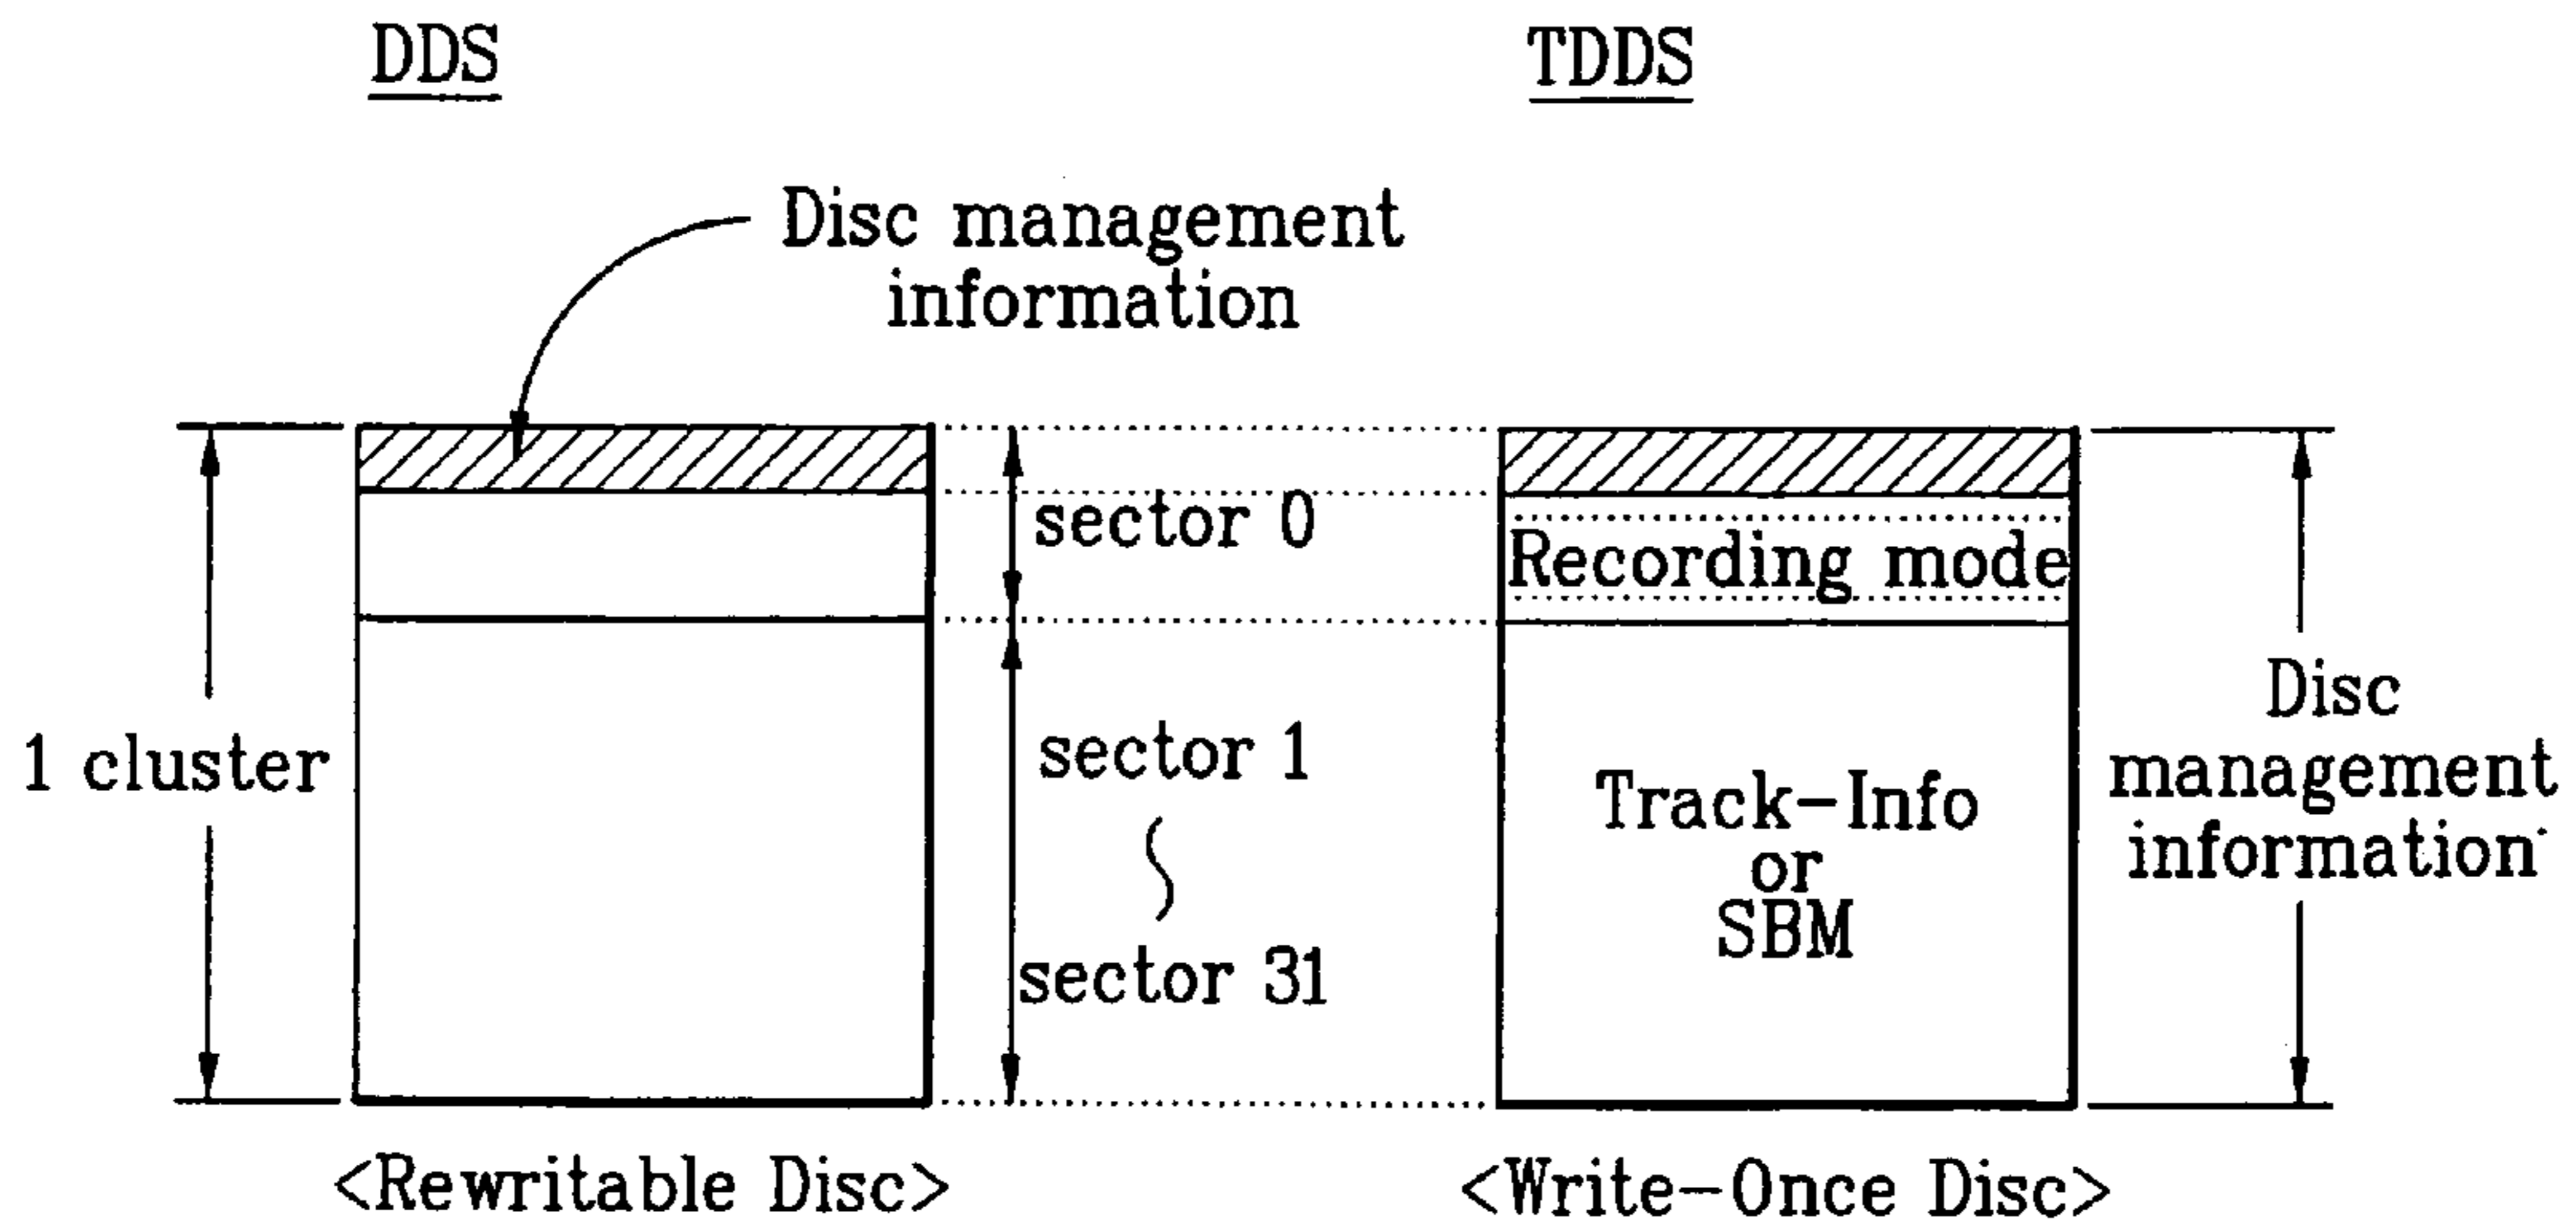 DDS
TDDS
Disc management
information
1 cluster
sector 0
sector 1
sector 31
Recording mode
Track-Info
or
SBM
Disc
management
information
<Rewritable Disc>
<Write-Once Disc>